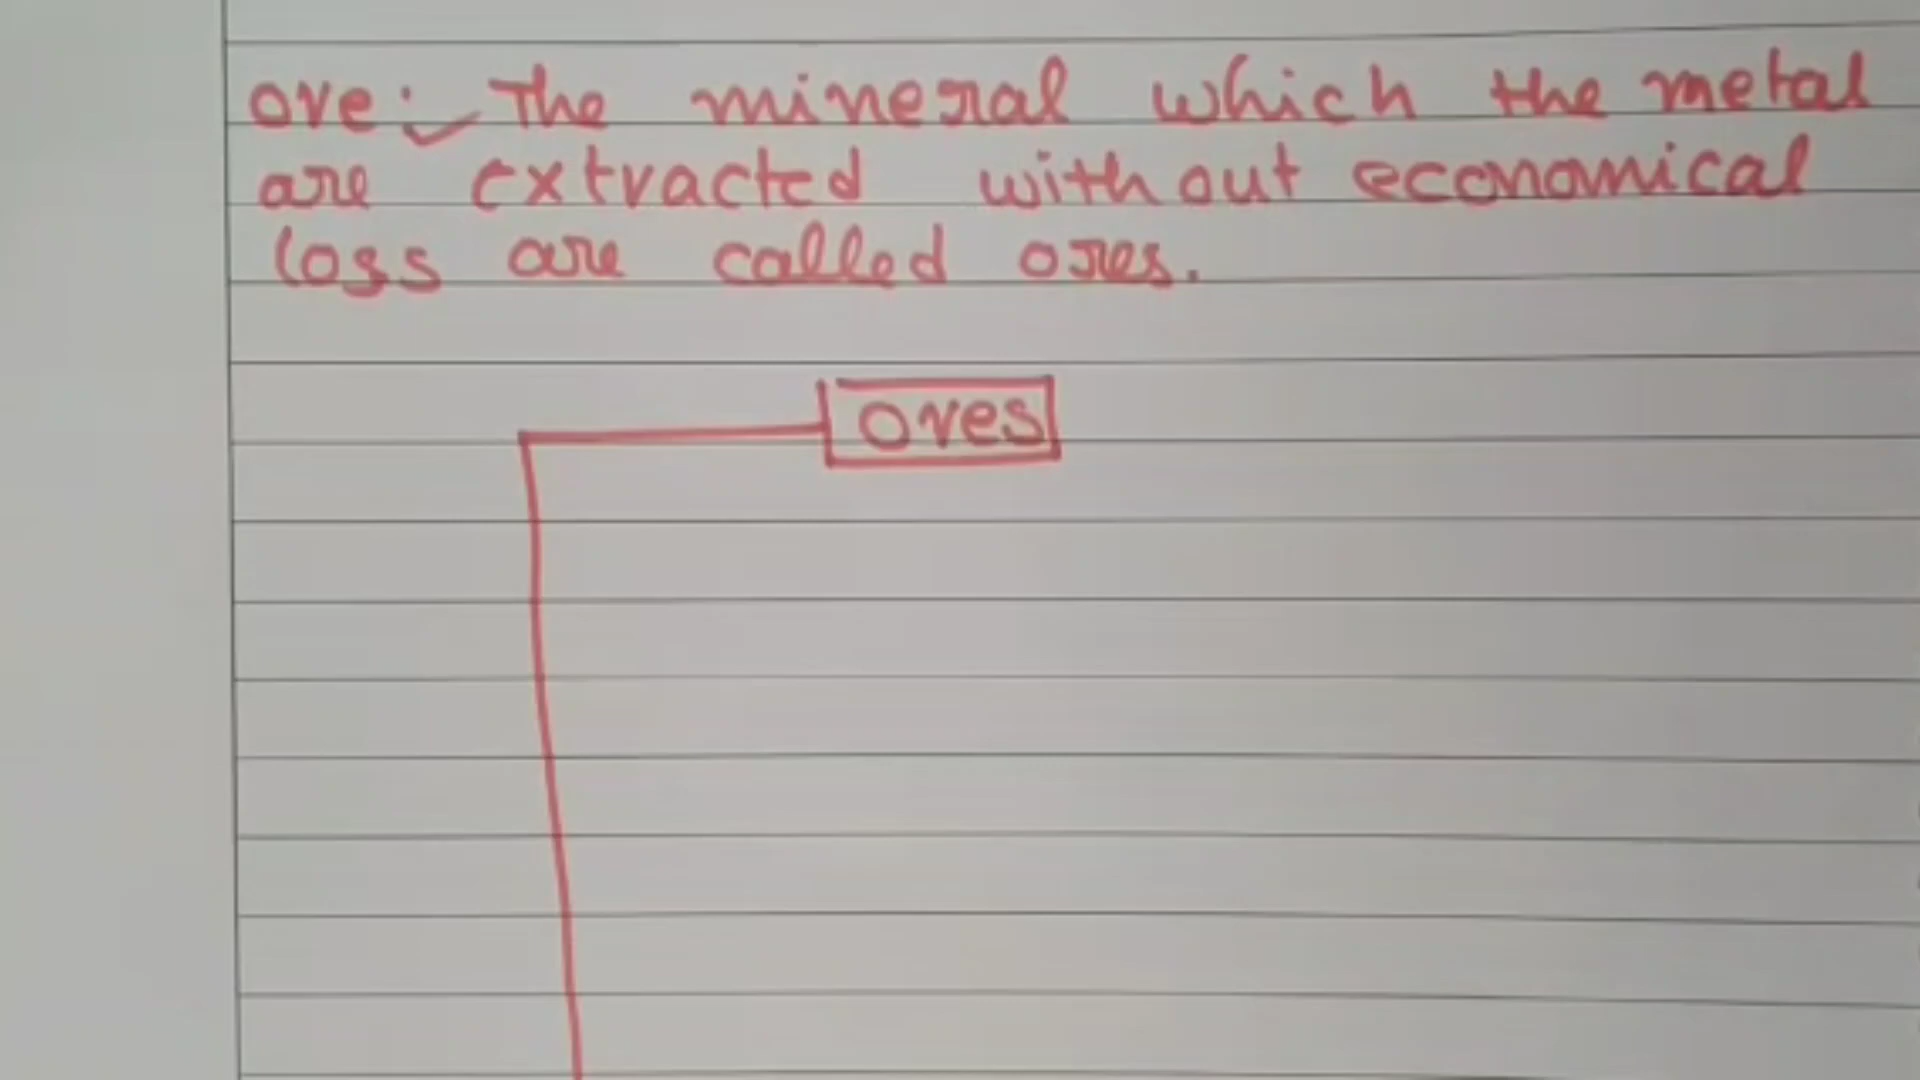 ore:- The mineral which the metal
are extracted without economical
loss are called ores.
ores